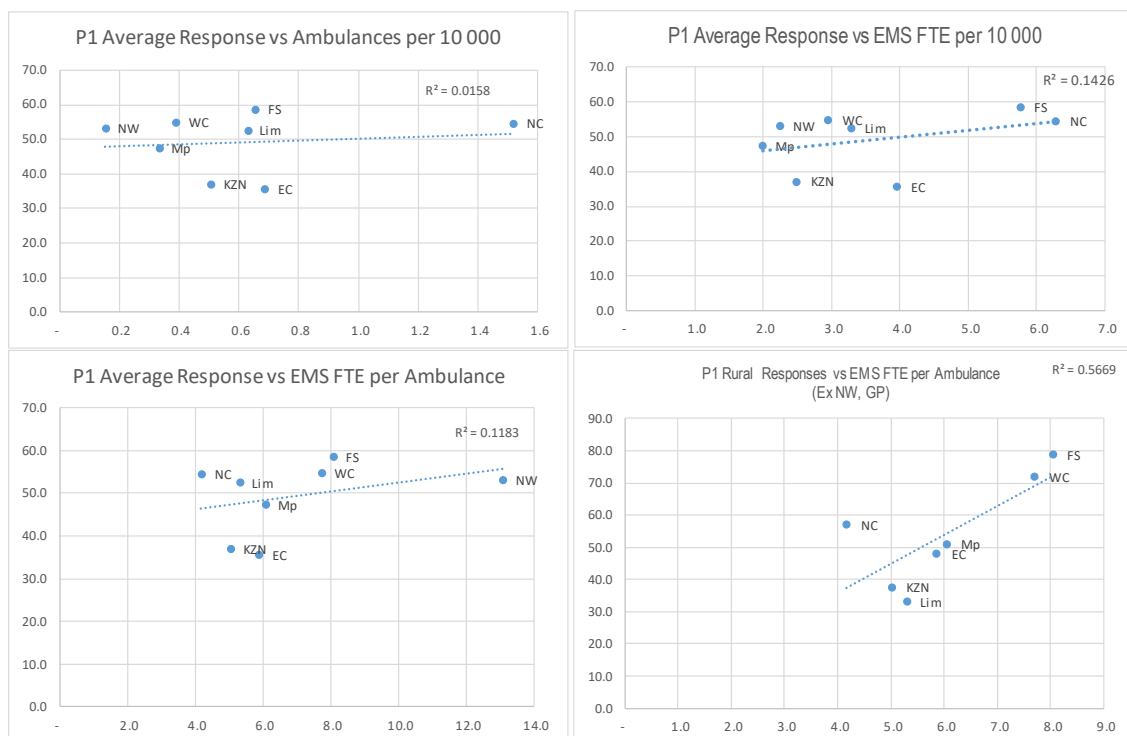 P1 Average Response vs Ambulances per 10 000
70.0
60.0
50.0
40.0
30.0
20.0
10.0
0.0
R² = 0.0158
FS
NW
WC
Lim
NC
Mp
KZN
EC
- 0.2 0.4 0.6 0.8 1.0 1.2 1.4 1.6
P1 Average Response vs EMS FTE per 10 000
70.0
60.0
50.0
40.0
30.0
20.0
10.0
0.0
R² = 0.1426
FS
NW
WC
Lim
NC
Mp
KZN
EC
- 1.0 2.0 3.0 4.0 5.0 6.0 7.0
P1 Average Response vs EMS FTE per Ambulance
70.0
60.0
50.0
40.0
30.0
20.0
10.0
0.0
R² = 0.1183
FS
NC
WC
Lim
NW
Mp
KZN
EC
- 2.0 4.0 6.0 8.0 10.0 12.0 14.0
P1 Rural Responses vs EMS FTE per Ambulance
(Ex NW, GP)
R² = 0.5669
90.0
80.0
70.0
60.0
50.0
40.0
30.0
20.0
10.0
0.0
FS
WC
NC
Mp
EC
KZN
Lim
- 1.0 2.0 3.0 4.0 5.0 6.0 7.0 8.0 9.0